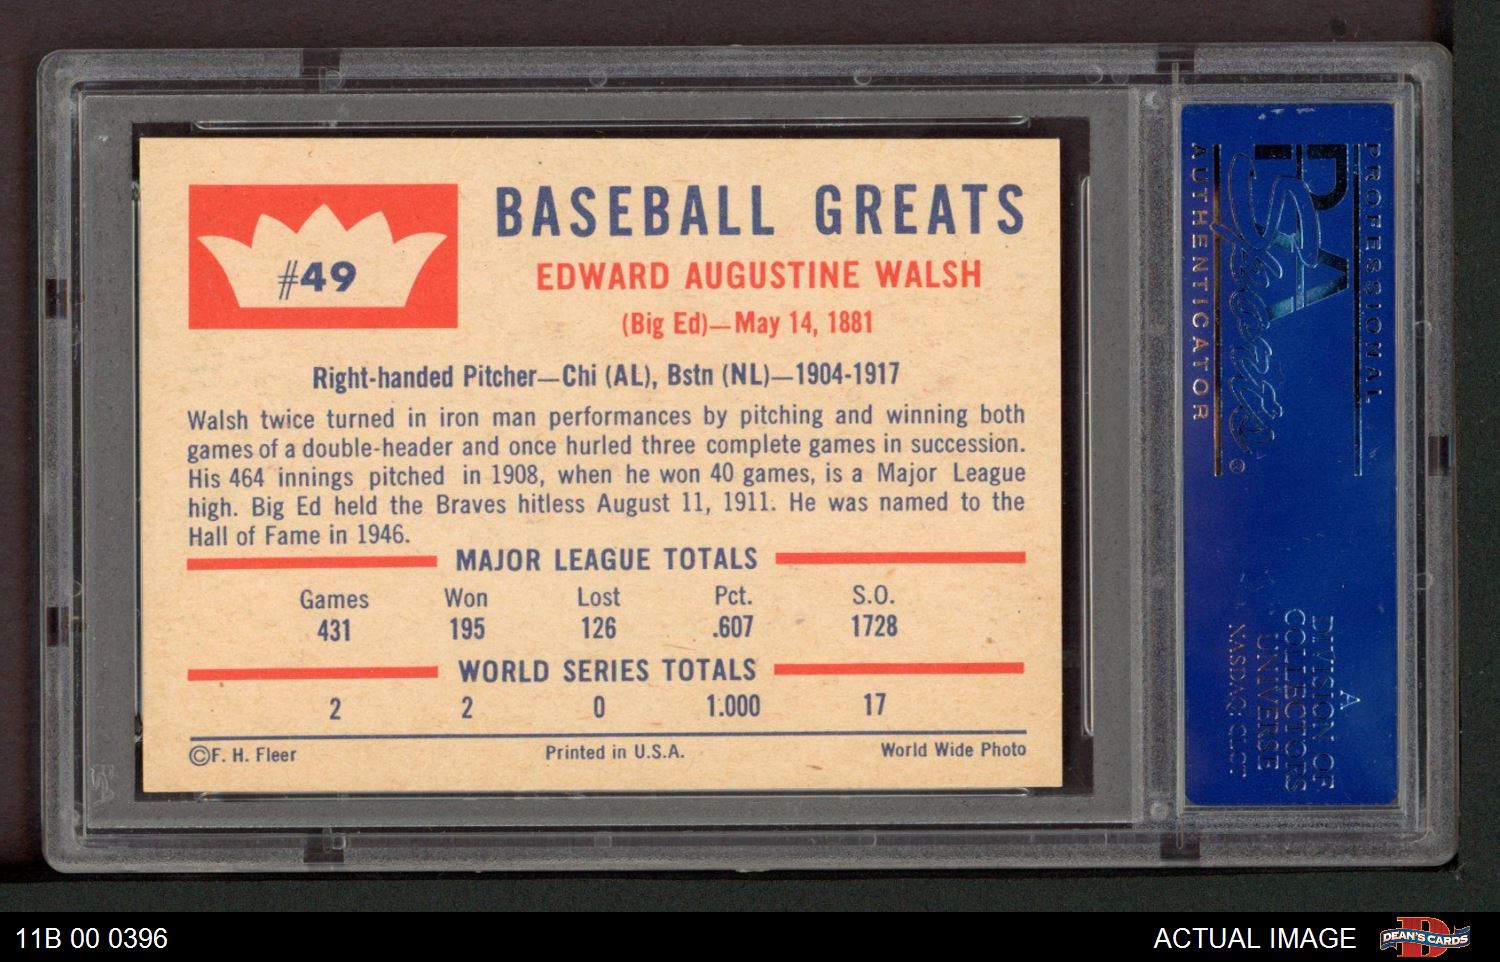 #49
BASEBALL GREATS
EDWARD AUGUSTINE WALSH
(Big Ed)—May 14, 1881
Right-handed Pitcher—Chi (AL), Bstn (NL)—1904-1917
Walsh twice turned in iron man performances by pitching and winning both
games of a double-header and once hurled three complete games in succession.
His 464 innings pitched in 1908, when he won 40 games, is a Major League
high. Big Ed held the Braves hitless August 11, 1911. He was named to the
Hall of Fame in 1946.
MAJOR LEAGUE TOTALS
Games Won Lost Pct. S.O.
431 195 126 .607 1728
WORLD SERIES TOTALS
2 2 0 1.000 17
©F. H. Fleer Printed in U.S.A. World Wide Photo
PROFESSIONAL
PSA
Sports®
AUTHENTICATOR
A
DIVISION OF
COLLECTORS
UNIVERSE
NASDAQ: CLCT
11B 00 0396
ACTUAL IMAGE
D
DEAN'S CARDS